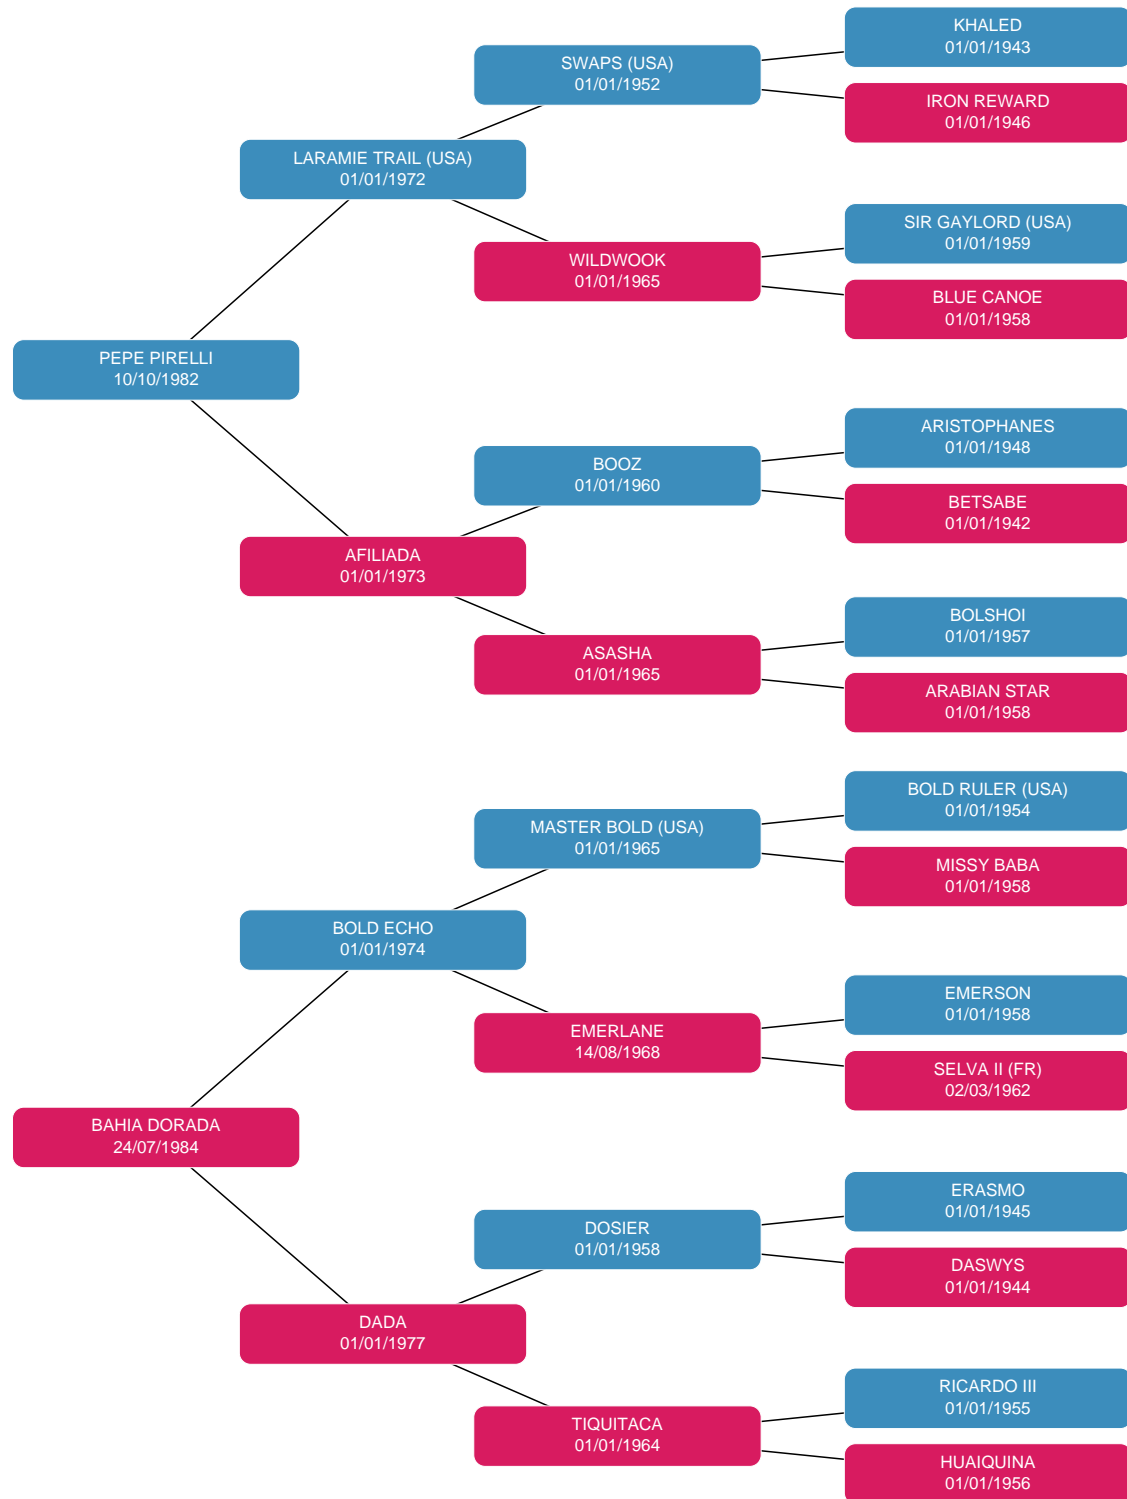 KHALED
01/01/1943
SWAPS (USA)
01/01/1952
IRON REWARD
01/01/1946
LARAMIE TRAIL (USA)
01/01/1972
SIR GAYLORD (USA)
01/01/1959
WILDWOOK
01/01/1965
BLUE CANOE
01/01/1958
PEPE PIRELLI
10/10/1982
ARISTOPHANES
01/01/1948
BOOZ
01/01/1960
BETSABE
01/01/1942
AFILIADA
01/01/1973
BOLSHOI
01/01/1957
ASASHA
01/01/1965
ARABIAN STAR
01/01/1958
BOLD RULER (USA)
01/01/1954
MASTER BOLD (USA)
01/01/1965
MISSY BABA
01/01/1958
BOLD ECHO
01/01/1974
EMERSON
01/01/1958
EMERLANE
14/08/1968
SELVA II (FR)
02/03/1962
BAHIA DORADA
24/07/1984
ERASMO
01/01/1945
DOSIER
01/01/1958
DASWYS
01/01/1944
DADA
01/01/1977
RICARDO III
01/01/1955
TIQUITACA
01/01/1964
HUAIQUINA
01/01/1956